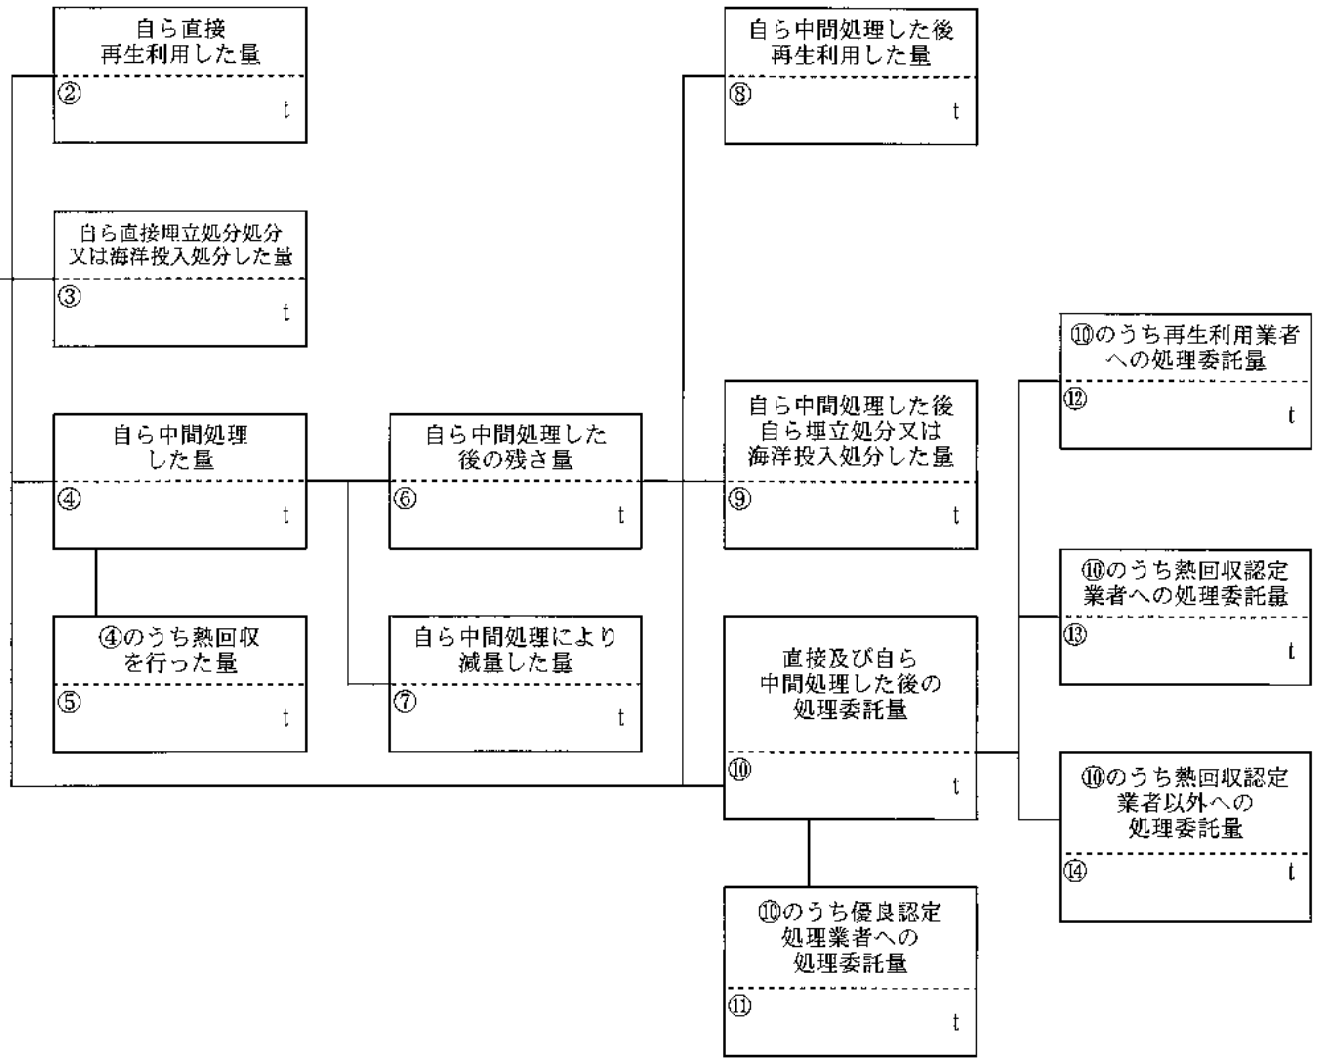 自ら直接
再生利用した量
②
t
自ら直接埋立処分処分
又は海洋投入処分した量
③
t
自ら中間処理
した量
④
t
④のうち熱回収
を行った量
⑤
t
自ら中間処理した
後の残さ量
⑥
t
自ら中間処理により
減量した量
⑦
t
自ら中間処理した後
再生利用した量
⑧
t
自ら中間処理した後
自ら埋立処分又は
海洋投入処分した量
⑨
t
直接及び自ら
中間処理した後の
処理委託量
⑩
t
⑩のうち優良認定
処理業者への
処理委託量
⑪
t
⑩のうち再生利用業者
への処理委託量
⑫
t
⑩のうち熱回収認定
業者への処理委託量
⑬
t
⑩のうち熱回収認定
業者以外への
処理委託量
⑭
t